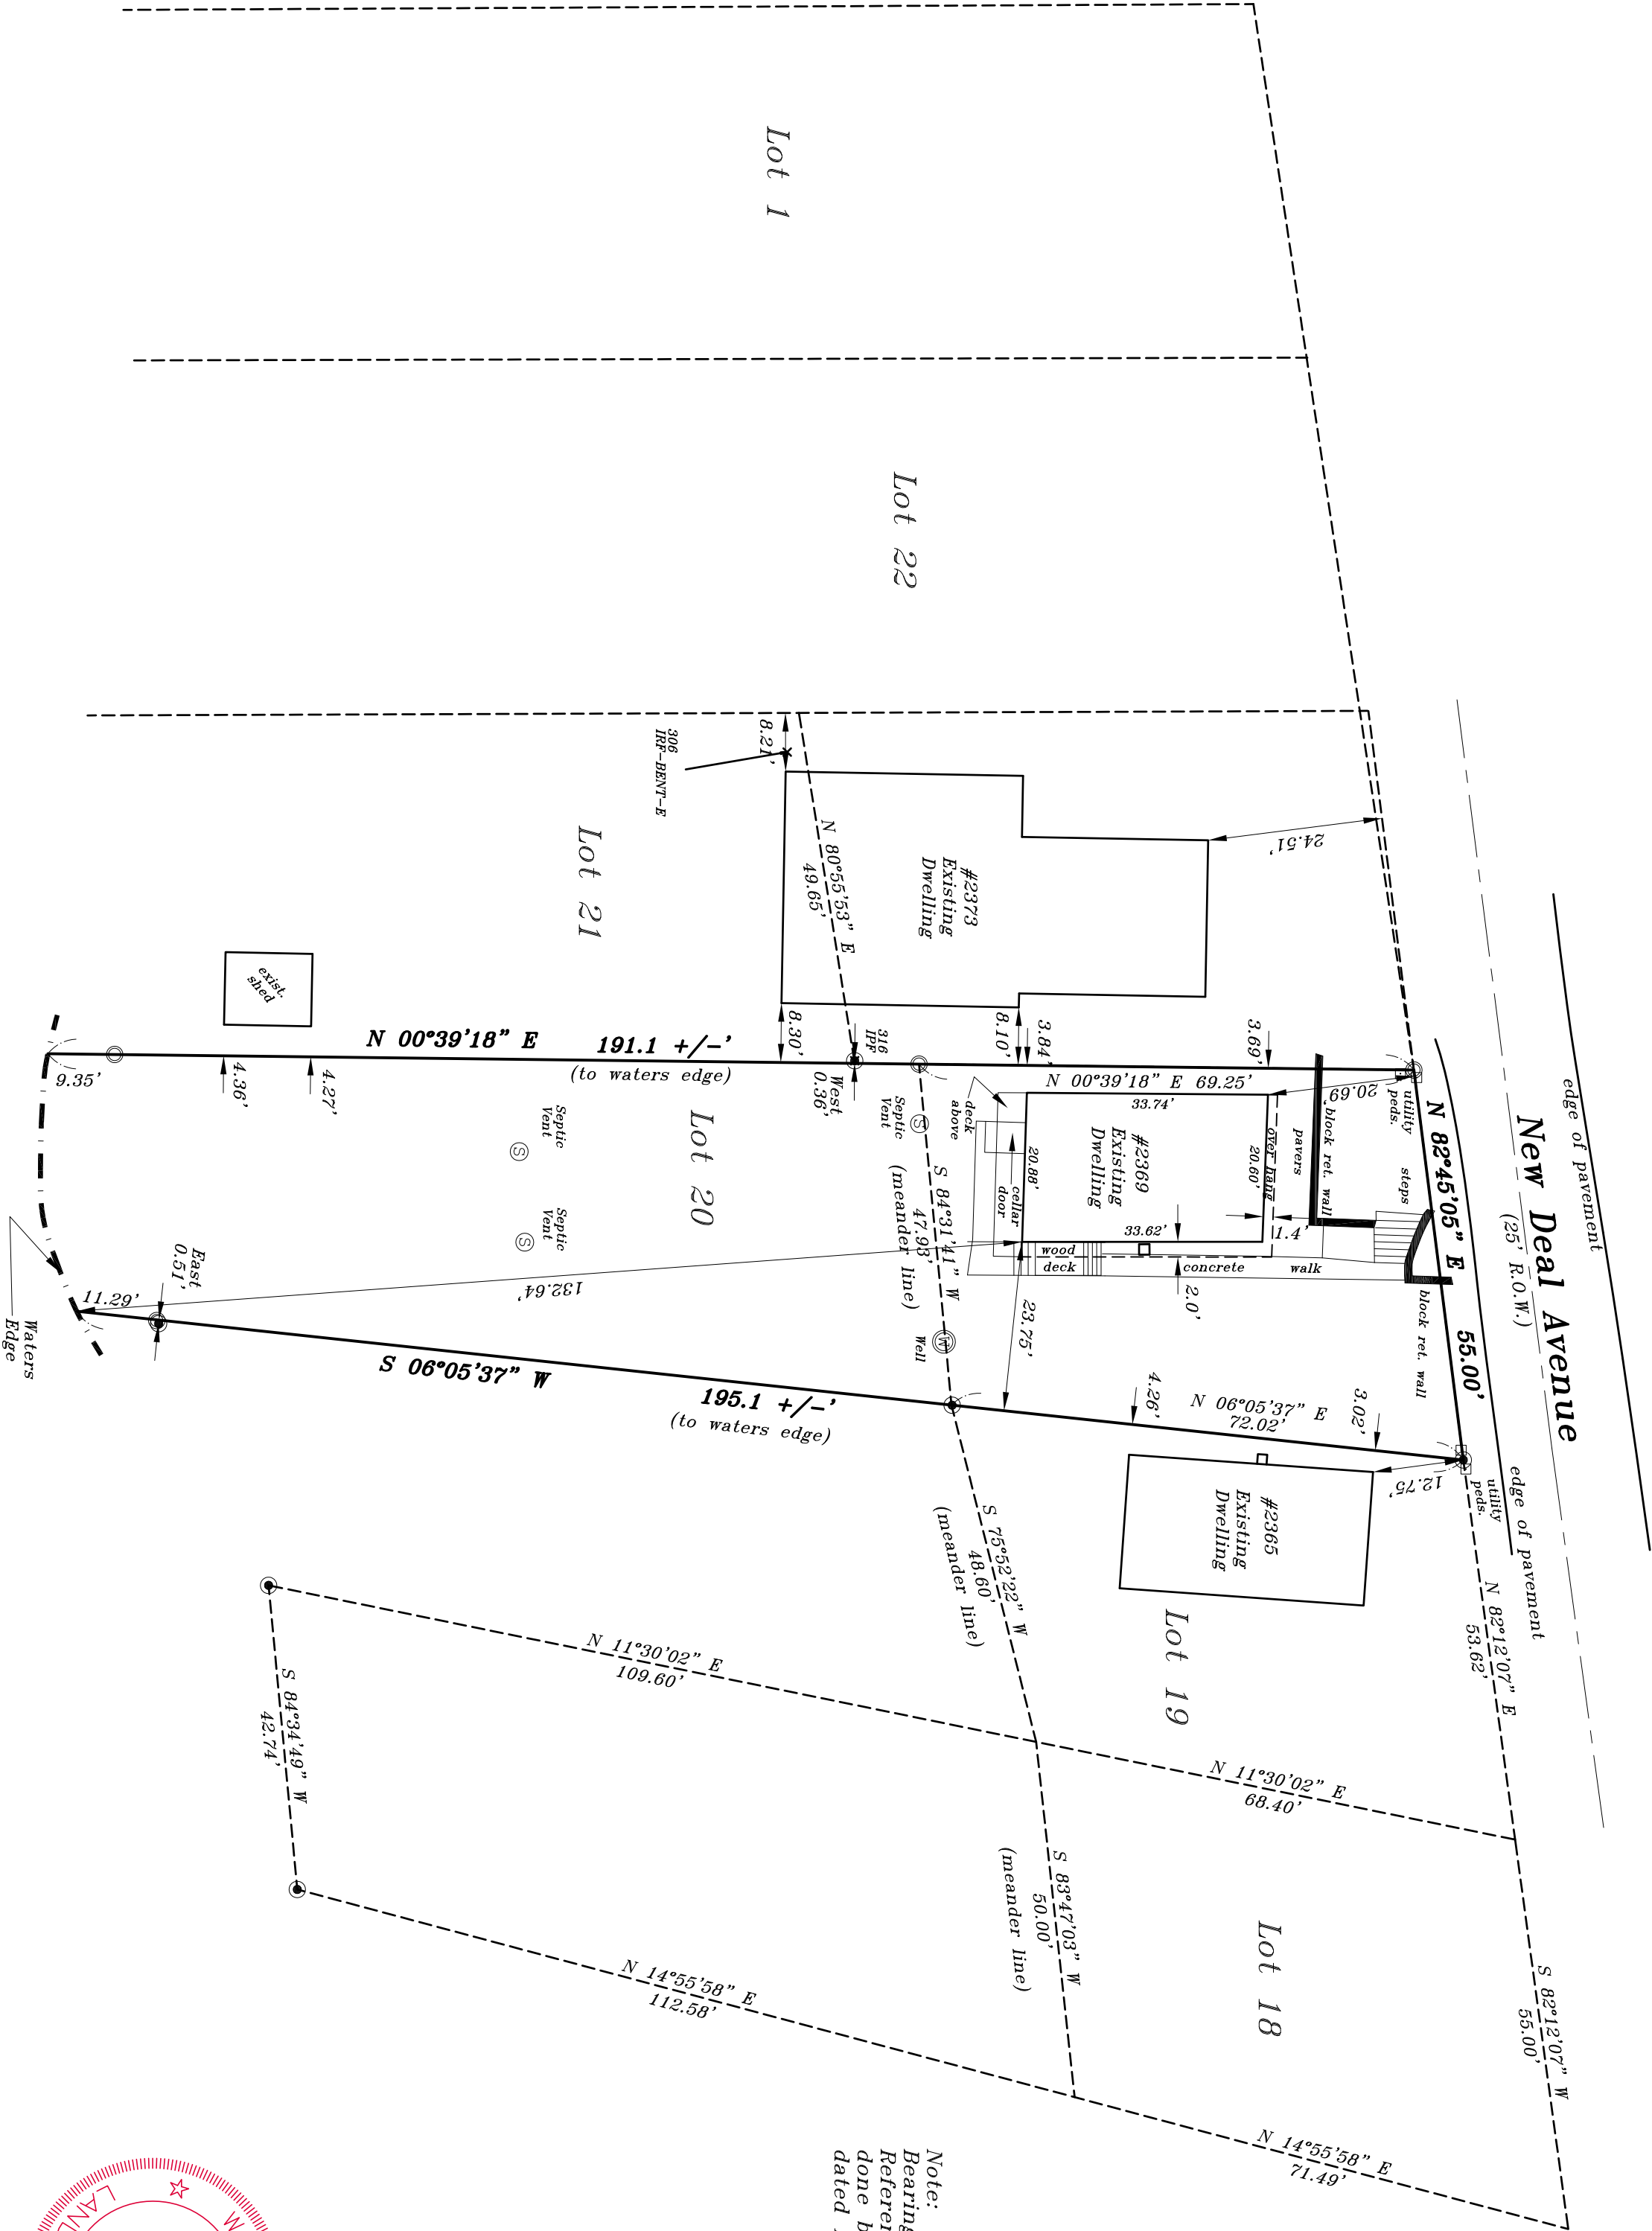 edge of pavement
New Deal Avenue
(25' R.O.W.)
edge of pavement
N 82°45'05" E 55.00'
N 82°12'07" E
53.62'
S 82°12'07" W
55.00'
utility
peds.
steps
block ret. wall
block ret. wall
utility
peds.
pavers
over hang
20.69'
24.51'
12.75'
3.69'
3.02'
1.4'
20.60'
33.74'
#2369
Existing
Dwelling
33.62'
20.88'
N 00°39'18" E 69.25'
concrete walk
wood
deck
2.0'
cellar
door
deck
above
3.84'
8.10'
23.75'
4.26'
N 06°05'37" E
72.02'
#2365
Existing
Dwelling
Lot 19
Lot 18
N 11°30'02" E
68.40'
N 14°55'58" E
71.49'
Lot 1
Lot 22
#2373
Existing
Dwelling
N 80°55'53" E
49.65'
8.21'
306
IRF-BENT-E
8.30'
316
IPF
West
0.36'
Septic
Vent
S
S 84°31'41" W
47.93'
(meander line)
W
Well
S 75°52'22" W
48.60'
(meander line)
S 83°47'03" W
50.00'
(meander line)
Lot 21
Lot 20
N 00°39'18" E 191.1 +/-'
(to waters edge)
S 06°05'37" W 195.1 +/-'
(to waters edge)
132.64'
Septic
Vent
S
Septic
Vent
S
exist.
shed
4.27'
4.36'
9.35'
East
0.51'
11.29'
Waters
Edge
N 11°30'02" E
109.60'
S 84°34'49" W
42.74'
N 14°55'58" E
112.58'
Note:
Bearing
Referen
done b
dated
W
LAND